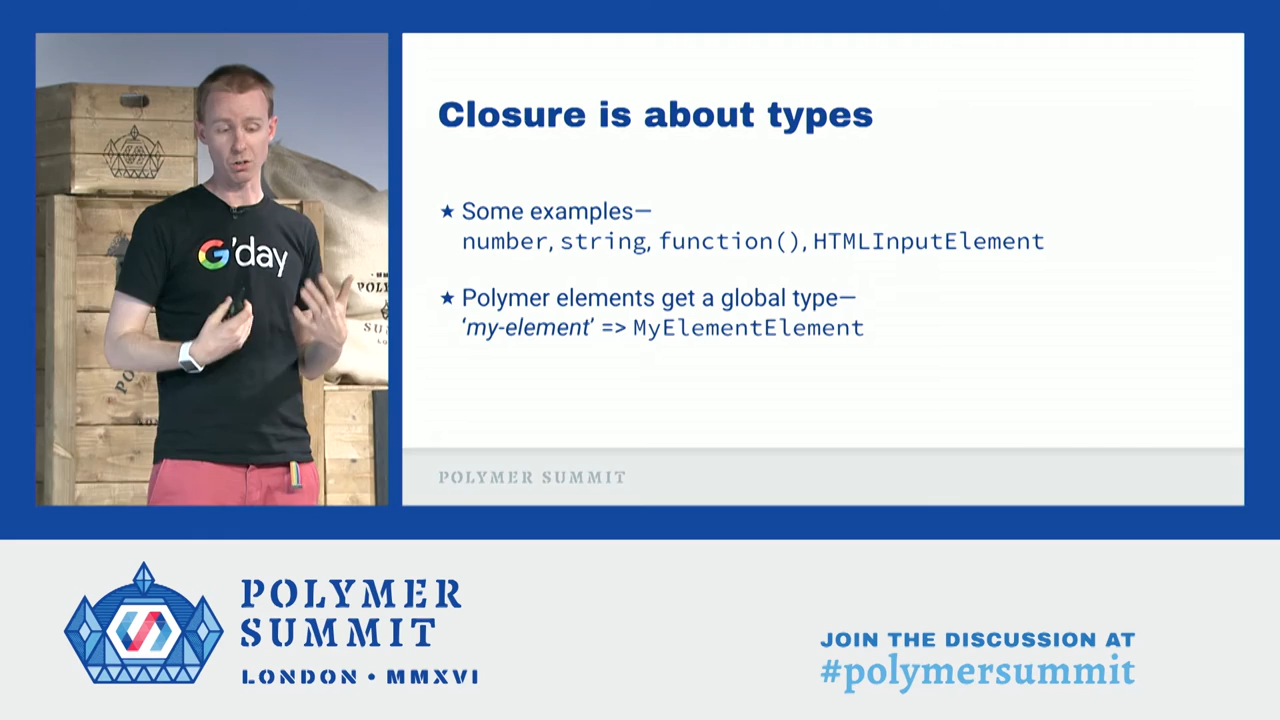 Closure is about types
★ Some examples—
number, string, function(), HTMLInputElement
★ Polymer elements get a global type—
‘my-element’ => MyElementElement
POLYMER SUMMIT
G'day
POLYMER
SUMMIT
LONDON • MMXVI
JOIN THE DISCUSSION AT
#polymersummit